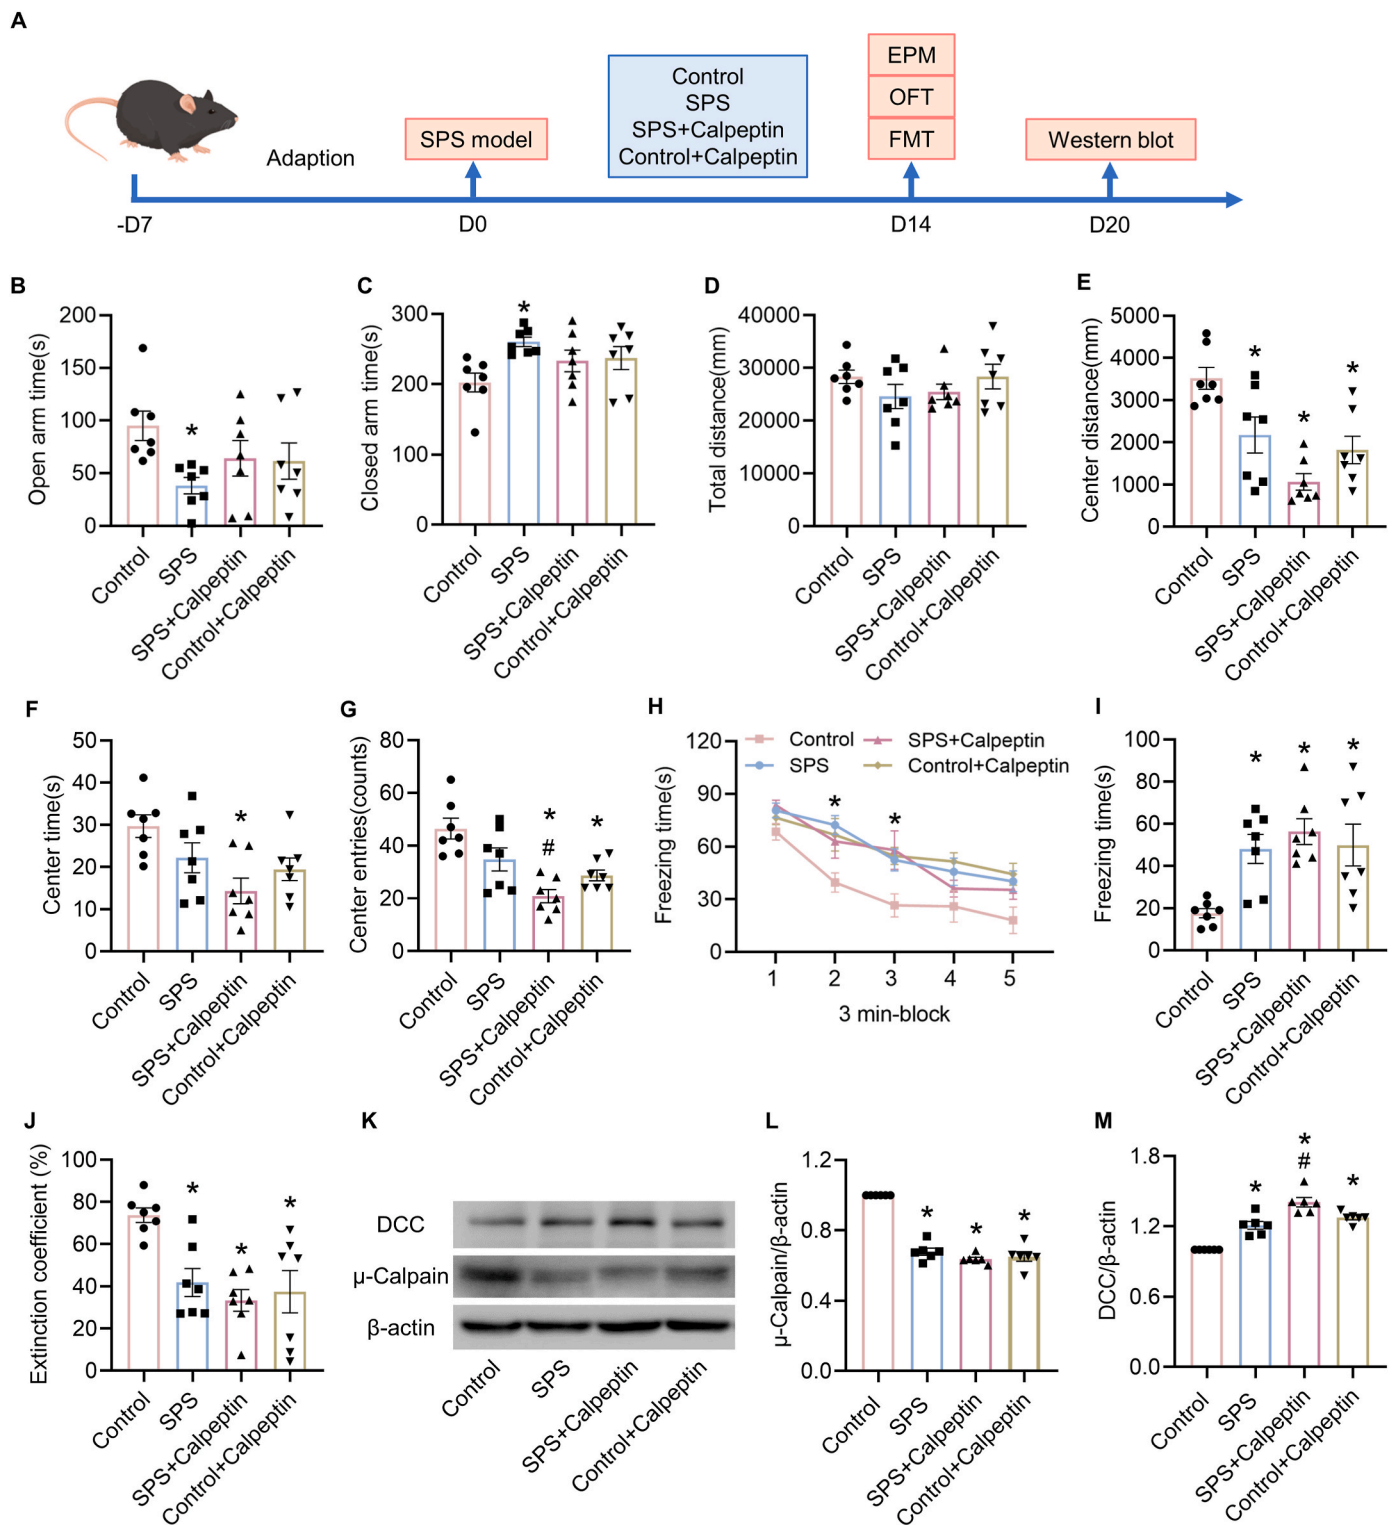 A
EPM
OFT
FMT
Control
SPS
SPS+Calpeptin
Control+Calpeptin
SPS model
Western blot
Adaption
-D7
D0
D14
D20
B
Open arm time(s)
200
150
100
50
0
*
Control
SPS
SPS+Calpeptin
Control+Calpeptin
C
Closed arm time(s)
300
200
100
0
*
Control
SPS
SPS+Calpeptin
Control+Calpeptin
D
Total distance(mm)
40000
30000
20000
10000
0
Control
SPS
SPS+Calpeptin
Control+Calpeptin
E
Center distance(mm)
5000
4000
3000
2000
1000
0
*
*
*
Control
SPS
SPS+Calpeptin
Control+Calpeptin
F
Center time(s)
50
40
30
20
10
0
*
Control
SPS
SPS+Calpeptin
Control+Calpeptin
G
Center entries(counts)
80
60
40
20
0
*
#
*
Control
SPS
SPS+Calpeptin
Control+Calpeptin
H
Control
SPS+Calpeptin
SPS
Control+Calpeptin
Freezing time(s)
120
90
60
30
0
*
*
1 2 3 4 5
3 min-block
I
Freezing time(s)
100
80
60
40
20
0
*
*
*
Control
SPS
SPS+Calpeptin
Control+Calpeptin
J
Extinction coefficient (%)
100
80
60
40
20
0
*
*
*
Control
SPS
SPS+Calpeptin
Control+Calpeptin
K
DCC
μ-Calpain
β-actin
Control
SPS
SPS+Calpeptin
Control+Calpeptin
L
μ-Calpain/β-actin
1.2
0.8
0.4
0.0
*
*
*
Control
SPS
SPS+Calpeptin
Control+Calpeptin
M
DCC/β-actin
1.8
1.2
0.6
0.0
*
*
#
*
Control
SPS
SPS+Calpeptin
Control+Calpeptin